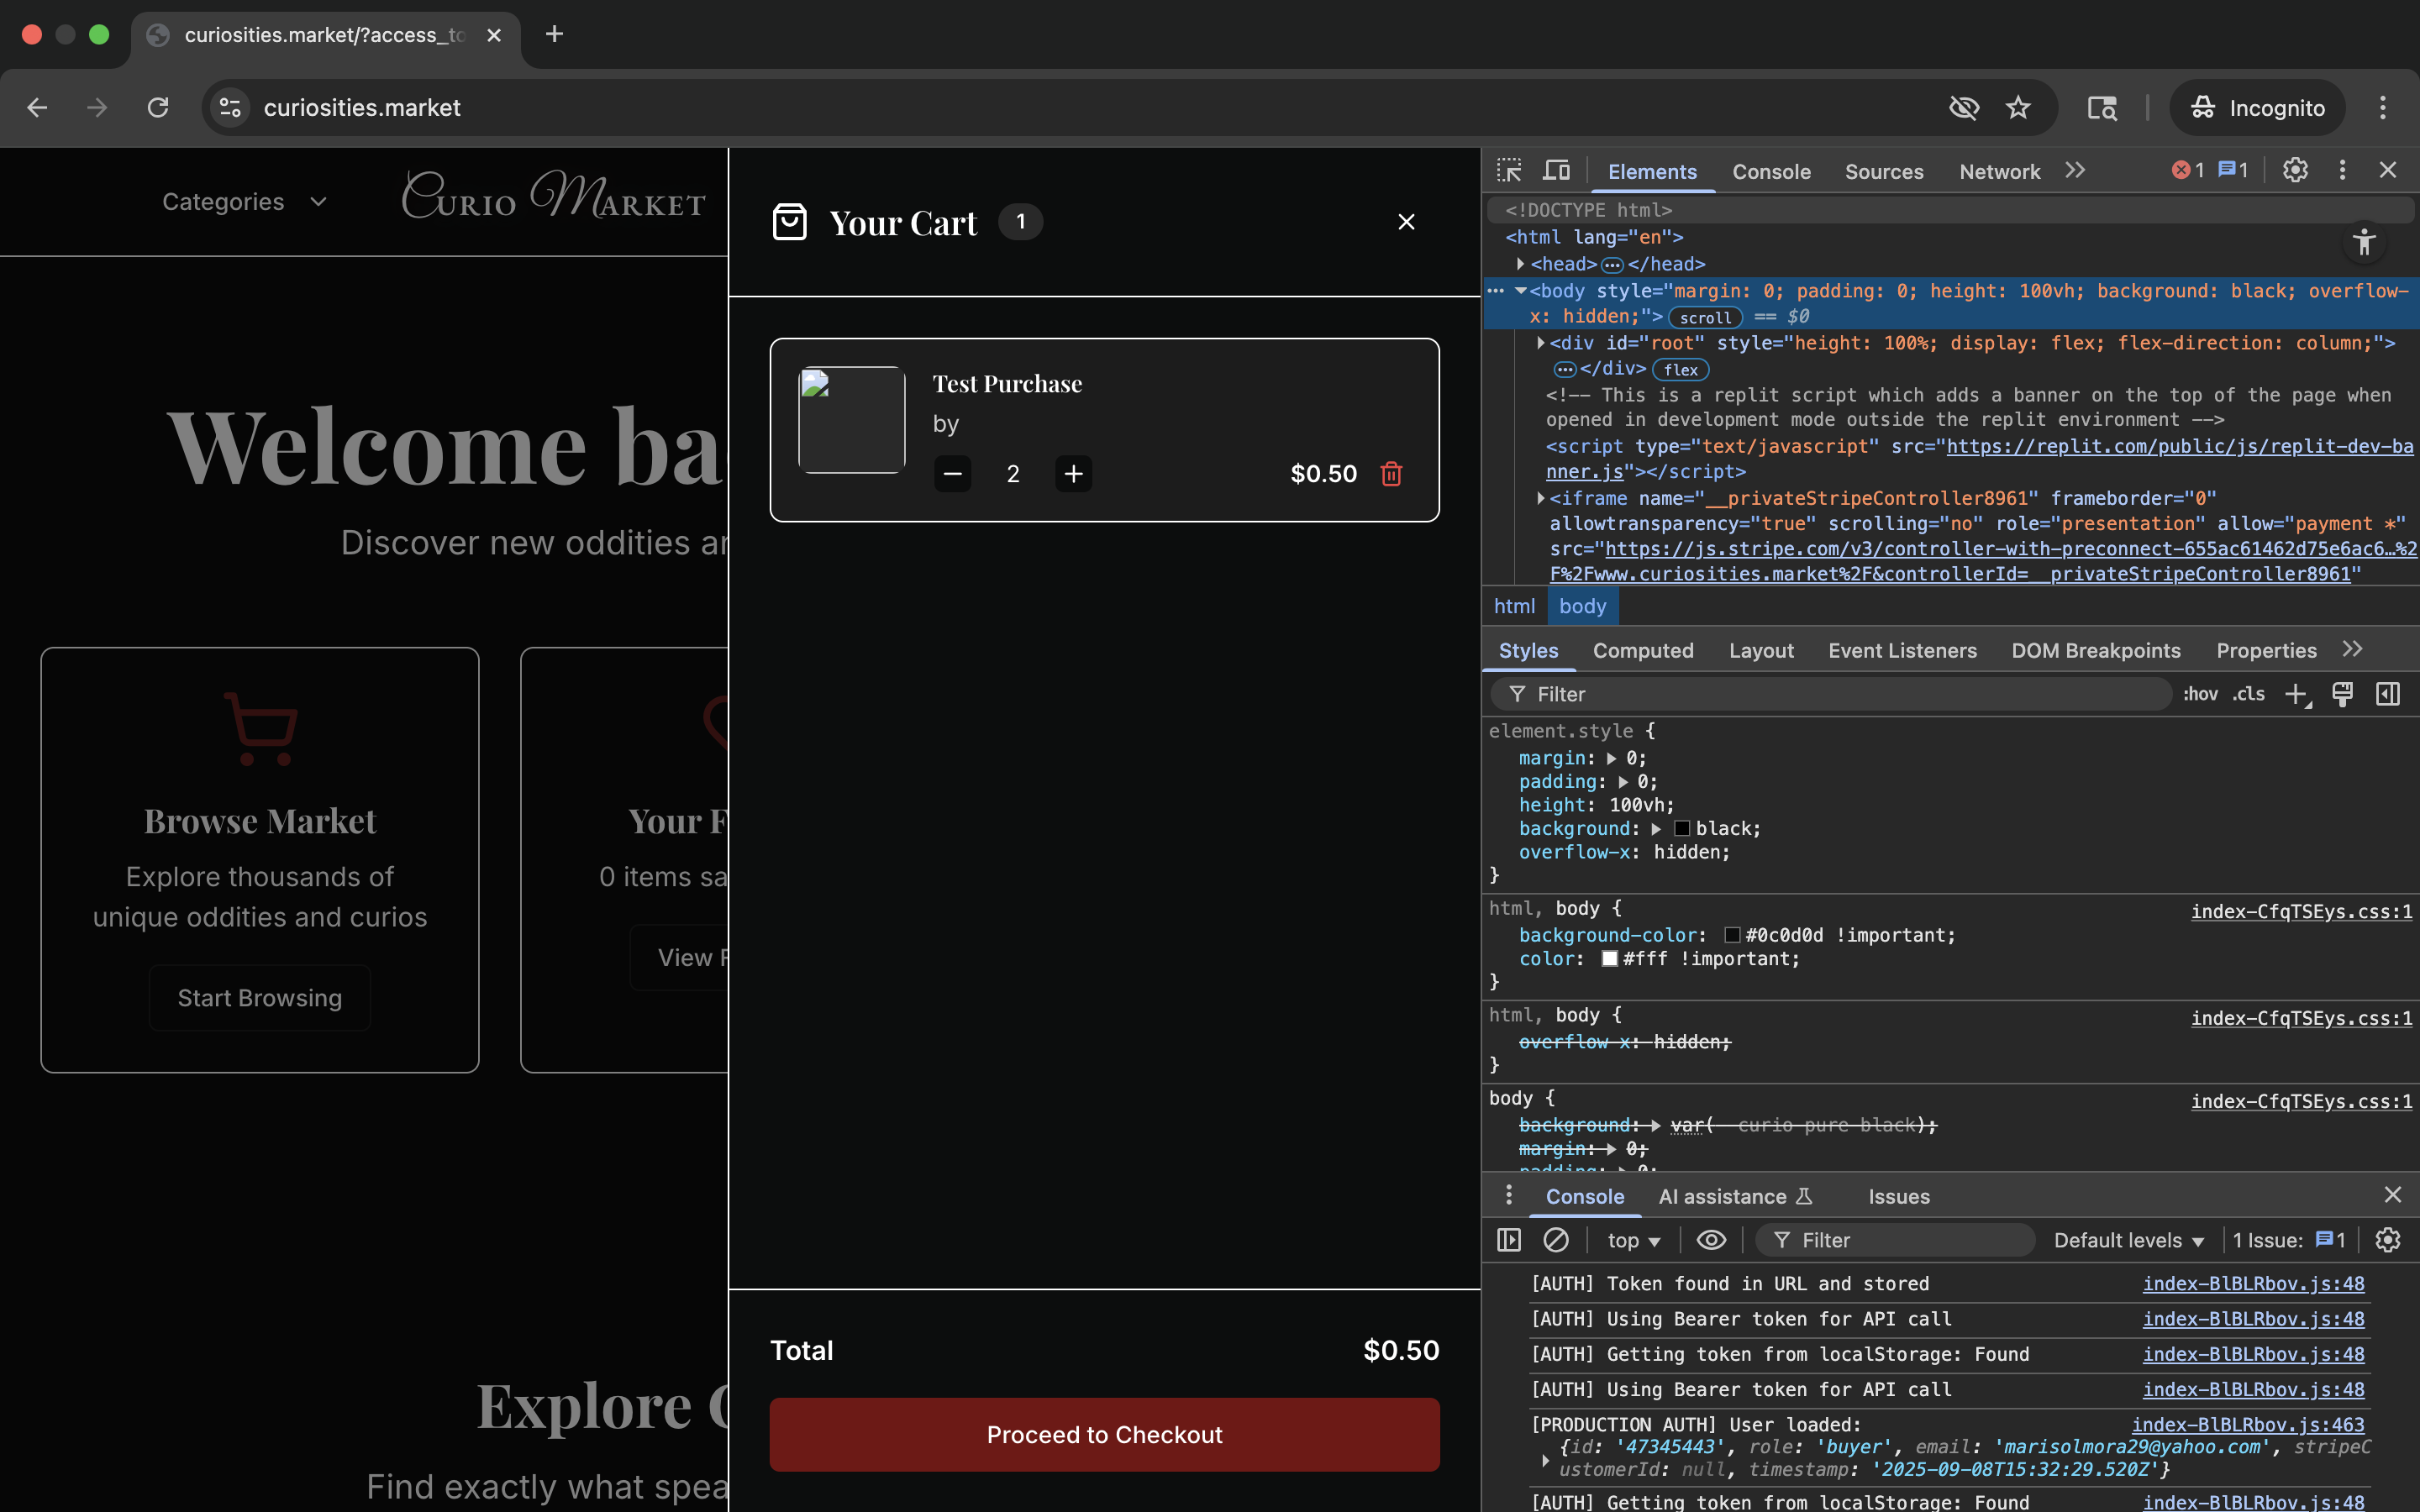 curiosities.market/?access_to
curiosities.market
Incognito
Categories
Curio Market
Welcome ba
Discover new oddities ar
Browse Market
Explore thousands of
unique oddities and curios
Start Browsing
Your F
0 items sa
View F
Explore C
Find exactly what spea
Your Cart 1
Test Purchase
by
2
$0.50
Total
$0.50
Proceed to Checkout
Elements Console Sources Network 1 1
<!DOCTYPE html>
<html lang="en">
<head> </head>
<body style="margin: 0; padding: 0; height: 100vh; background: black; overflow-
x: hidden;"> scroll == $0
<div id="root" style="height: 100%; display: flex; flex-direction: column;">
</div> flex
<!-- This is a replit script which adds a banner on the top of the page when
opened in development mode outside the replit environment -->
<script type="text/javascript" src="https://replit.com/public/js/replit-dev-ba
nner.js"></script>
<iframe name="__privateStripeController8961" frameborder="0"
allowtransparency="true" scrolling="no" role="presentation" allow="payment *"
src="https://js.stripe.com/v3/controller-with-preconnect-655ac61462d75e6ac6…%2
F%2Fwww.curiosities.market%2F&controllerId=__privateStripeController8961"
html body
Styles Computed Layout Event Listeners DOM Breakpoints Properties
Filter :hov .cls
element.style {
margin: 0;
padding: 0;
height: 100vh;
background: black;
overflow-x: hidden;
}
html, body { index-CfqTSEys.css:1
background-color: #0c0d0d !important;
color: #fff !important;
}
html, body { index-CfqTSEys.css:1
overflow-x: hidden;
}
body { index-CfqTSEys.css:1
background: var(--curio-pure-black);
margin: 0;
padding: 0;
Console AI assistance Issues
top Filter Default levels 1 Issue: 1
[AUTH] Token found in URL and stored index-BlBLRbov.js:48
[AUTH] Using Bearer token for API call index-BlBLRbov.js:48
[AUTH] Getting token from localStorage: Found index-BlBLRbov.js:48
[AUTH] Using Bearer token for API call index-BlBLRbov.js:48
[PRODUCTION AUTH] User loaded: index-BlBLRbov.js:463
{id: '47345443', role: 'buyer', email: 'marisolmora29@yahoo.com', stripeC
ustomerId: null, timestamp: '2025-09-08T15:32:29.520Z'}
[AUTH] Getting token from localStorage: Found index-BlBLRbov.js:48